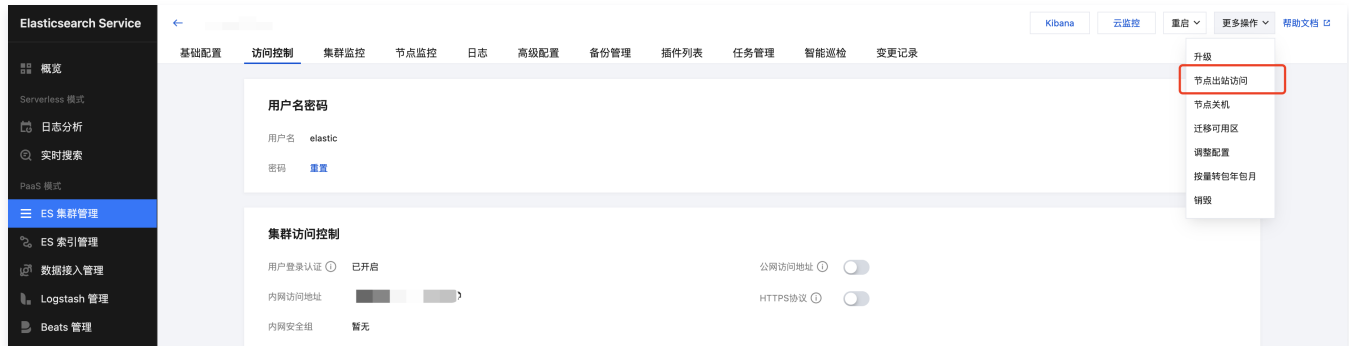 Elasticsearch Service
概览
Serverless 模式
日志分析
实时搜索
PaaS 模式
ES 集群管理
ES 索引管理
数据接入管理
Logstash 管理
Beats 管理
Kibana 云监控 重启 更多操作 帮助文档
基础配置 访问控制 集群监控 节点监控 日志 高级配置 备份管理 插件列表 任务管理 智能巡检 变更记录
升级
节点出站访问
节点关机
迁移可用区
调整配置
按量转包年包月
销毁
用户名密码
用户名 elastic
密码 重置
集群访问控制
用户登录认证 已开启 公网访问地址
内网访问地址 HTTPS协议
内网安全组 暂无